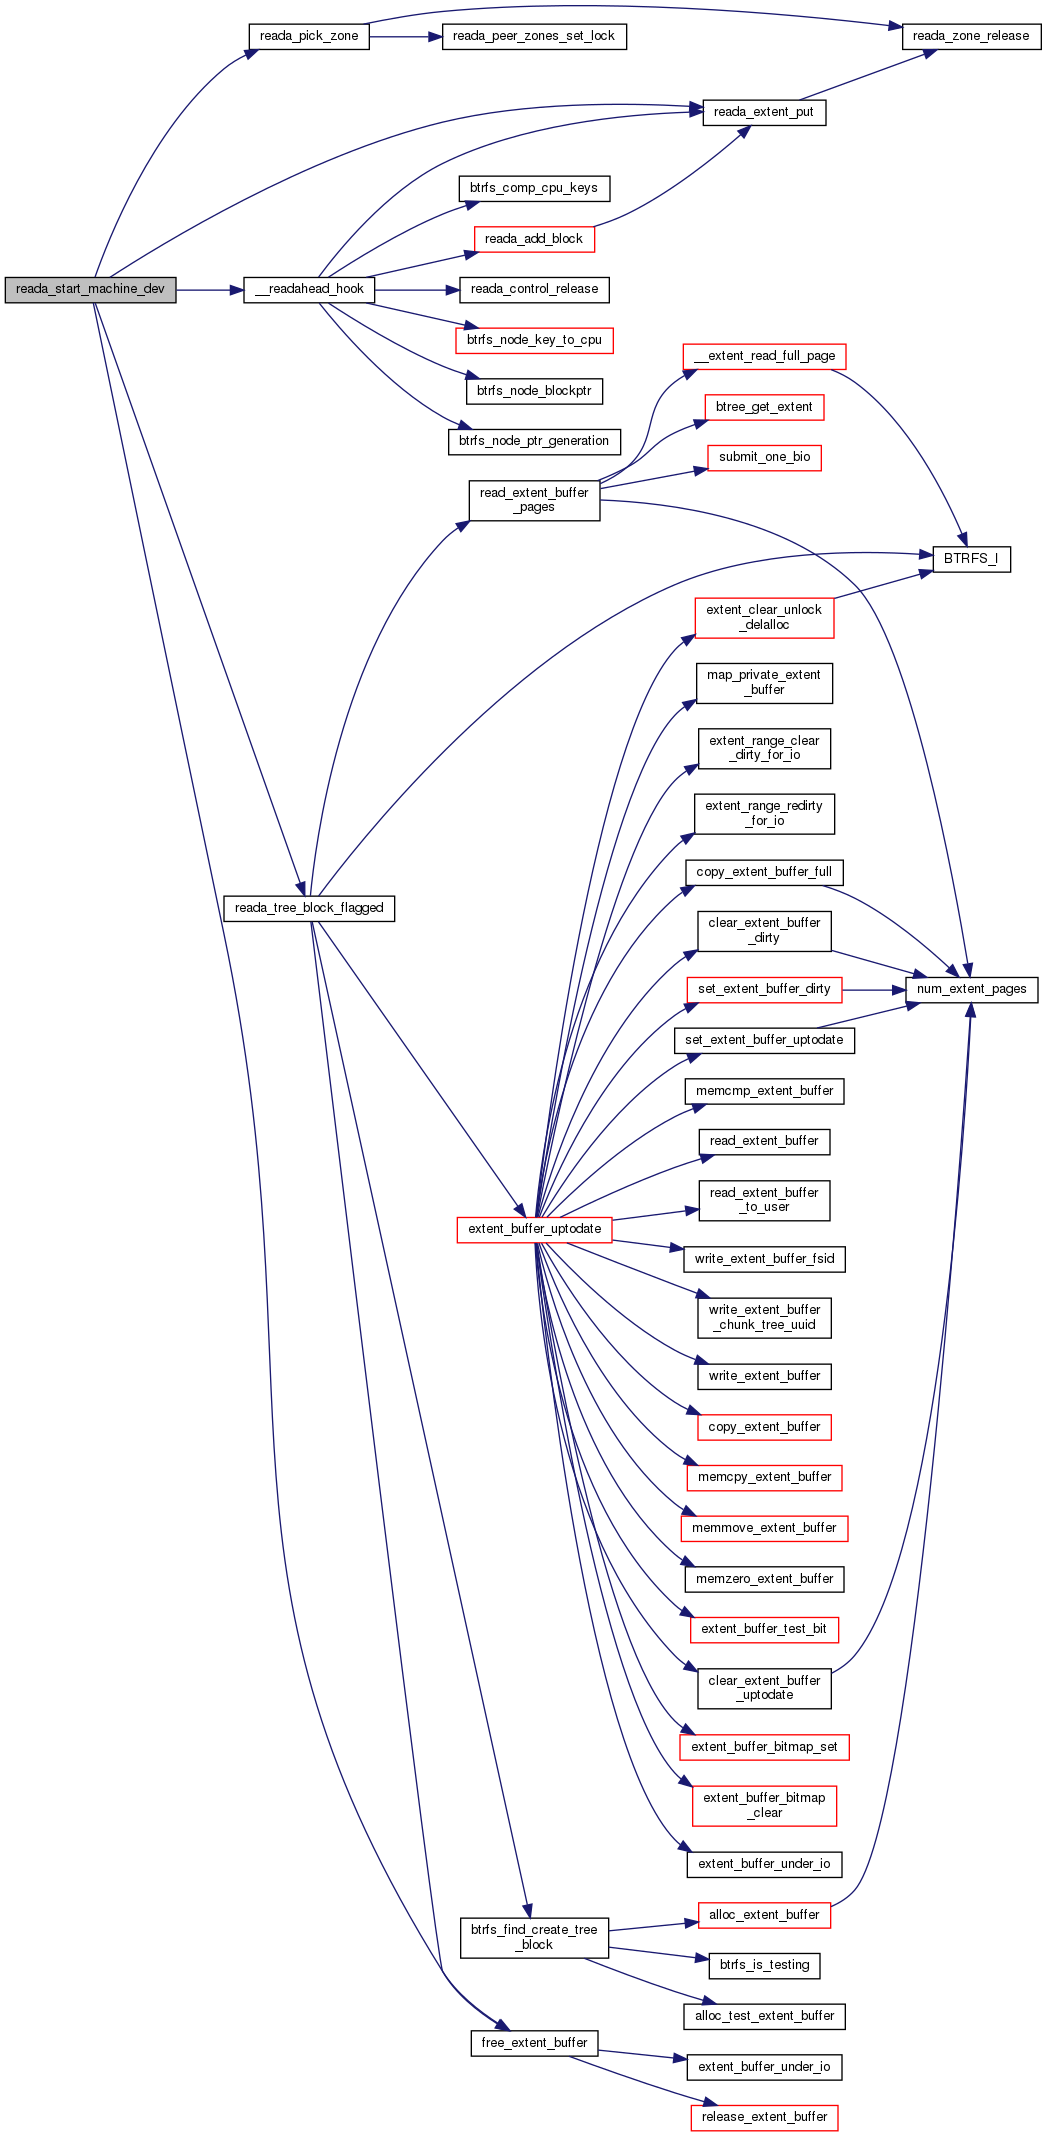 reada_pick_zone
reada_peer_zones_set_lock
reada_zone_release
reada_extent_put
btrfs_comp_cpu_keys
reada_add_block
reada_start_machine_dev
__readahead_hook
reada_control_release
btrfs_node_key_to_cpu
__extent_read_full_page
btrfs_node_blockptr
btree_get_extent
btrfs_node_ptr_generation
submit_one_bio
read_extent_buffer
_pages
BTRFS_I
extent_clear_unlock
_delalloc
map_private_extent
_buffer
extent_range_clear
_dirty_for_io
extent_range_redirty
_for_io
copy_extent_buffer_full
reada_tree_block_flagged
clear_extent_buffer
_dirty
set_extent_buffer_dirty
num_extent_pages
set_extent_buffer_uptodate
memcmp_extent_buffer
read_extent_buffer
read_extent_buffer
_to_user
extent_buffer_uptodate
write_extent_buffer_fsid
write_extent_buffer
_chunk_tree_uuid
write_extent_buffer
copy_extent_buffer
memcpy_extent_buffer
memmove_extent_buffer
memzero_extent_buffer
extent_buffer_test_bit
clear_extent_buffer
_uptodate
extent_buffer_bitmap_set
extent_buffer_bitmap
_clear
extent_buffer_under_io
alloc_extent_buffer
btrfs_find_create_tree
_block
btrfs_is_testing
alloc_test_extent_buffer
free_extent_buffer
extent_buffer_under_io
release_extent_buffer